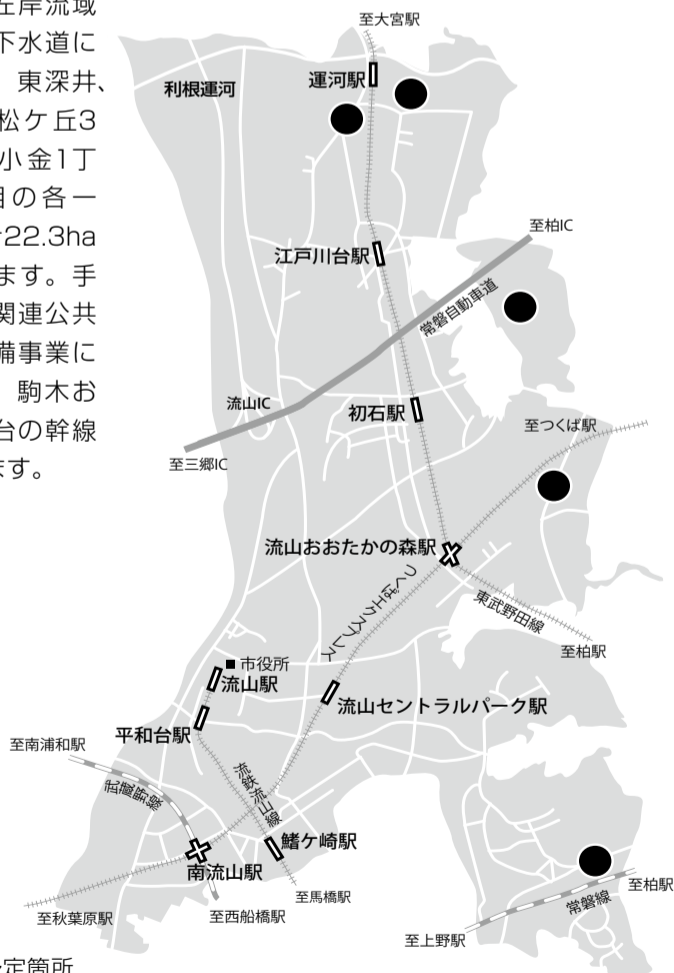 左岸流域
下水道に
東深井、
松ケ丘3
小金1丁
目の各一
22.3ha
ます。手
関連公共
備事業に
駒木お
台の幹線
ます。
至大宮駅
運河駅
利根運河
江戸川台駅
至柏IC
常磐自動車道
流山IC
初石駅
至つくば駅
至三郷IC
流山おおたかの森駅
つくばエクスプレス
東武野田線
至柏駅
■市役所
流山駅
流山セントラルパーク駅
平和台駅
至南浦和駅
武蔵野線
流鉄流山線
鰭ケ崎駅
南流山駅
至馬橋駅
至秋葉原駅
至西船橋駅
至柏駅
常磐線
至上野駅
定箇所